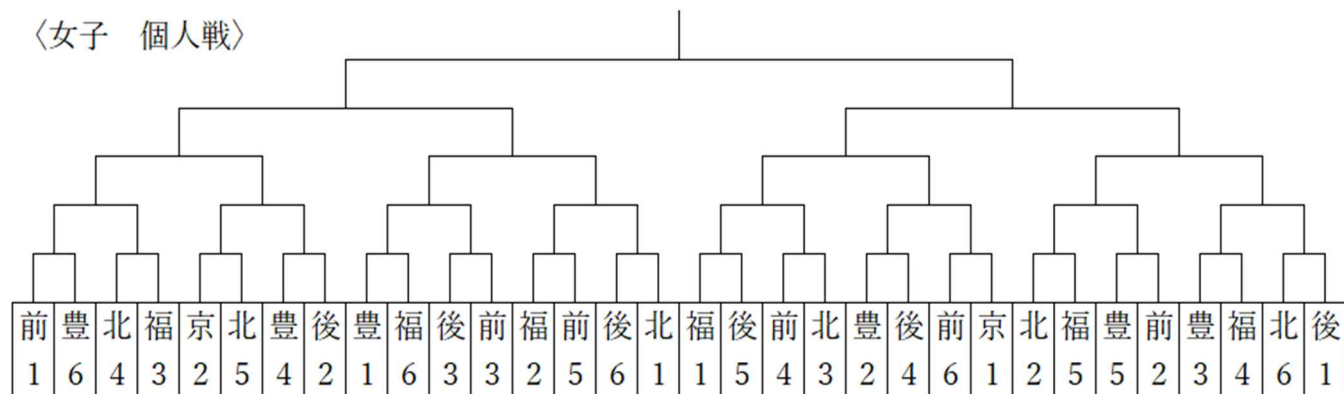 〈女子　個人戦〉
前 豊 北 福 京 北 豊 後 豊 福 後 前 福 前 後 北 福 後 前 北 豊 後 前 京 北 福 豊 前 豊 福 北 後
1 6 4 3 2 5 4 2 1 6 3 3 2 5 6 1 1 5 4 3 2 4 6 1 2 5 5 2 3 4 6 1